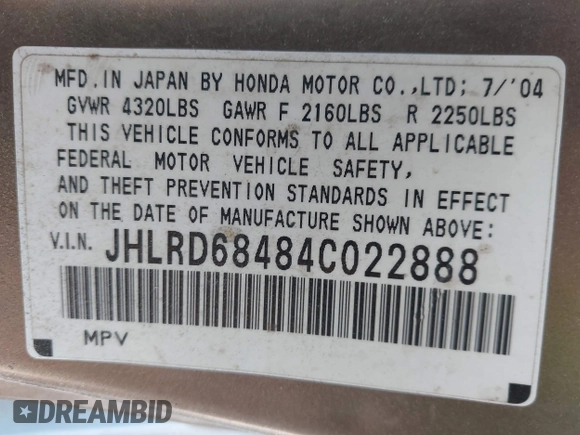 MFD.IN JAPAN BY HONDA MOTOR CO.,LTD; 7/'04
GVWR 4320LBS GAWR F 2160LBS R 2250LBS
THIS VEHICLE CONFORMS TO ALL APPLICABLE
FEDERAL MOTOR VEHICLE SAFETY,
AND THEFT PREVENTION STANDARDS IN EFFECT
ON THE DATE OF MANUFACTURE SHOWN ABOVE:
V.I.N. JHLRD68484C022888
MPV
DREAMBID